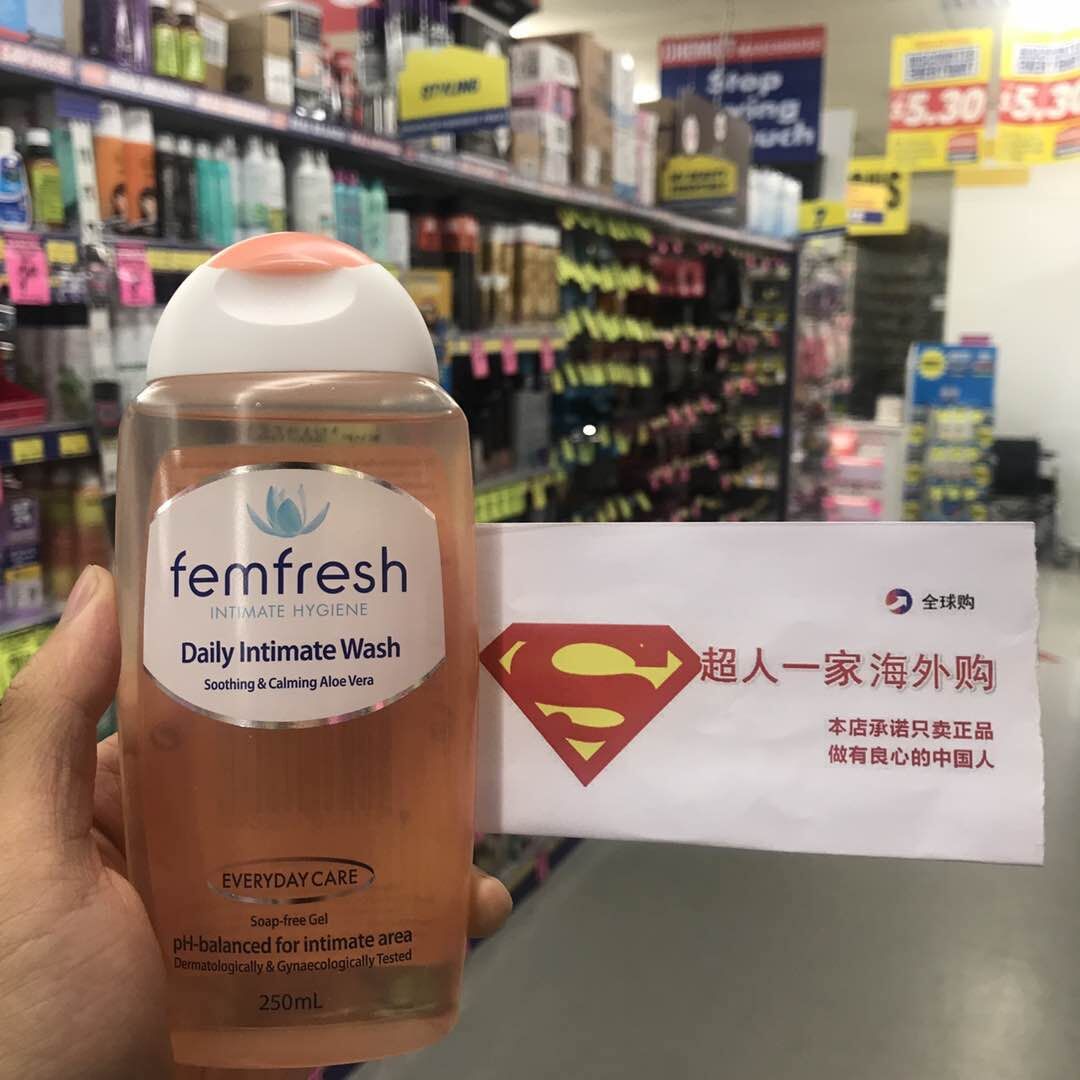 STYLING
Stop
$5.30
$5.30
femfresh
INTIMATE HYGIENE
Daily Intimate Wash
Soothing & Calming Aloe Vera
EVERYDAY CARE
Soap-free Gel
pH-balanced for intimate area
Dermatologically & Gynaecologically Tested
250mL
全球购
超人一家海外购
本店承诺只卖正品
做有良心的中国人